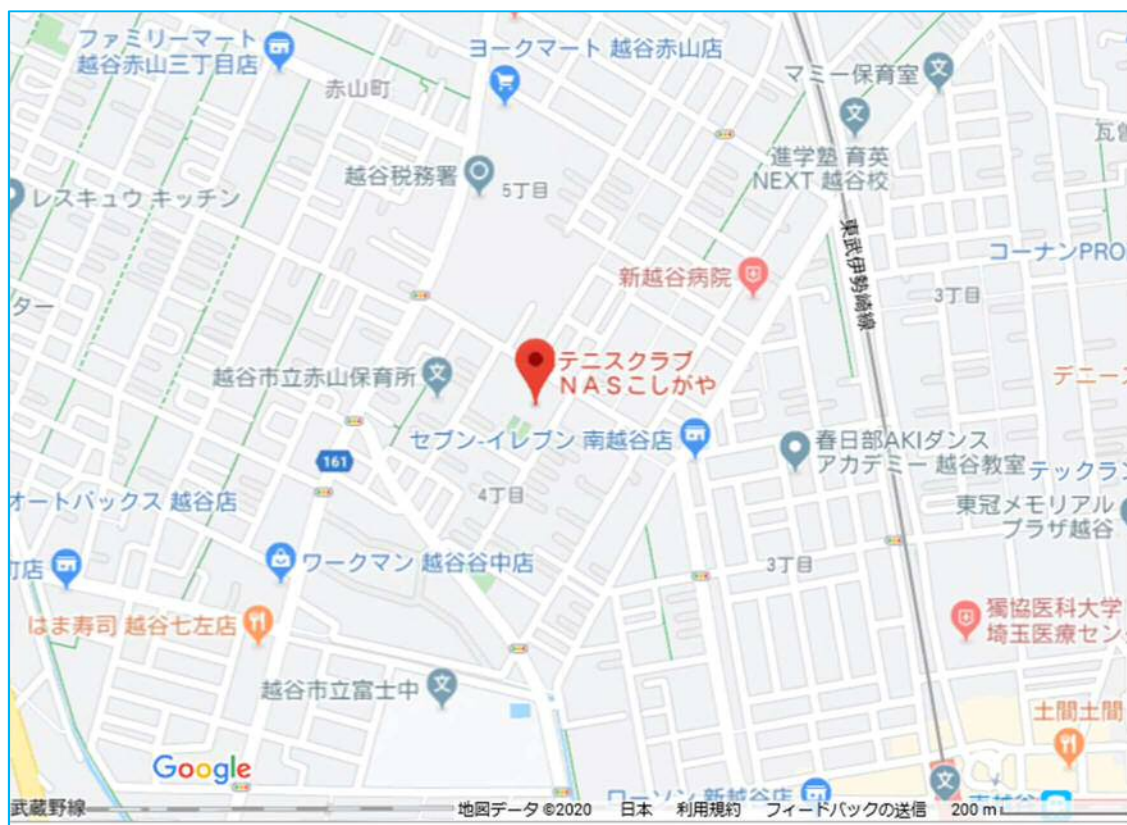 ファミリーマート
越谷赤山三丁目店
ヨークマート 越谷赤山店
赤山町
マミー保育室
進学塾 育英
NEXT 越谷校
越谷税務署
5丁目
レスキュウ キッチン
東武伊勢崎線
コーナンPRO
新越谷病院
3丁目
ター
テニスクラブ
NASこしがや
越谷市立赤山保育所
セブン-イレブン 南越谷店
春日部AKIダンス
アカデミー 越谷教室
161
4丁目
オートバックス 越谷店
テックラン
東冠メモリアル
プラザ越谷
町店
ワークマン 越谷谷中店
3丁目
はま寿司 越谷七左店
獨協医科大学
埼玉医療セン
越谷市立富士中
土間土間
Google
ローソン 新越谷店
武蔵野線
地図データ ©2020
日本
利用規約
フィードバックの送信
200 m